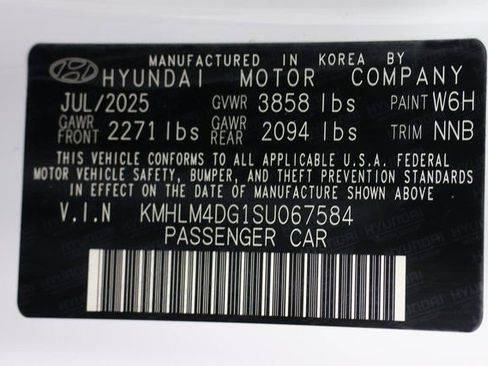 MANUFACTURED IN KOREA BY
HYUNDAI MOTOR COMPANY
JUL/2025 GVWR 3858 lbs PAINT W6H
GAWR FRONT 2271 lbs GAWR REAR 2094 lbs TRIM NNB
THIS VEHICLE CONFORMS TO ALL APPLICABLE U.S.A. FEDERAL
MOTOR VEHICLE SAFETY, BUMPER, AND THEFT PREVENTION STANDARDS
IN EFFECT ON THE DATE OF MANUFACTURE SHOWN ABOVE
V.I.N KMHLM4DG1SU067584
PASSENGER CAR